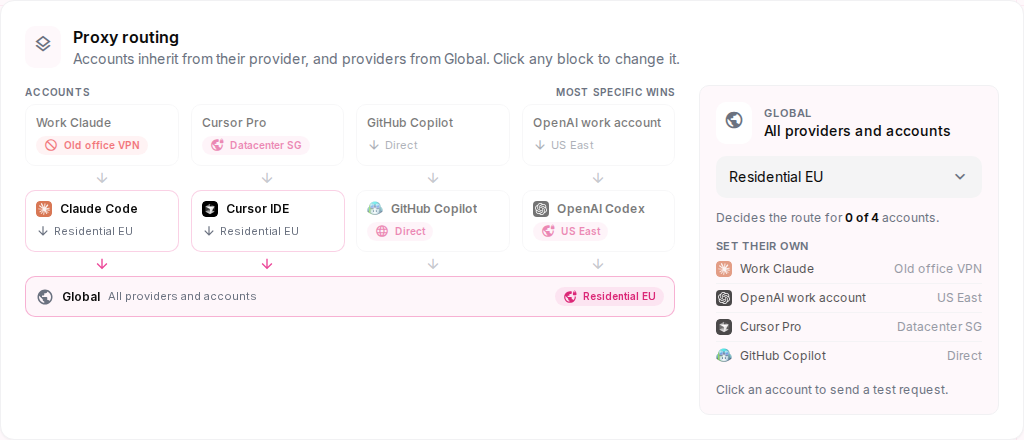 Proxy routing
Accounts inherit from their provider, and providers from Global. Click any block to change it.
ACCOUNTS
MOST SPECIFIC WINS
Work Claude
Old office VPN
Cursor Pro
Datacenter SG
GitHub Copilot
Direct
OpenAI work account
US East
Claude Code
Residential EU
Cursor IDE
Residential EU
GitHub Copilot
Direct
OpenAI Codex
US East
Global All providers and accounts
Residential EU
GLOBAL
All providers and accounts
Residential EU
Decides the route for 0 of 4 accounts.
SET THEIR OWN
Work Claude Old office VPN
OpenAI work account US East
Cursor Pro Datacenter SG
GitHub Copilot Direct
Click an account to send a test request.